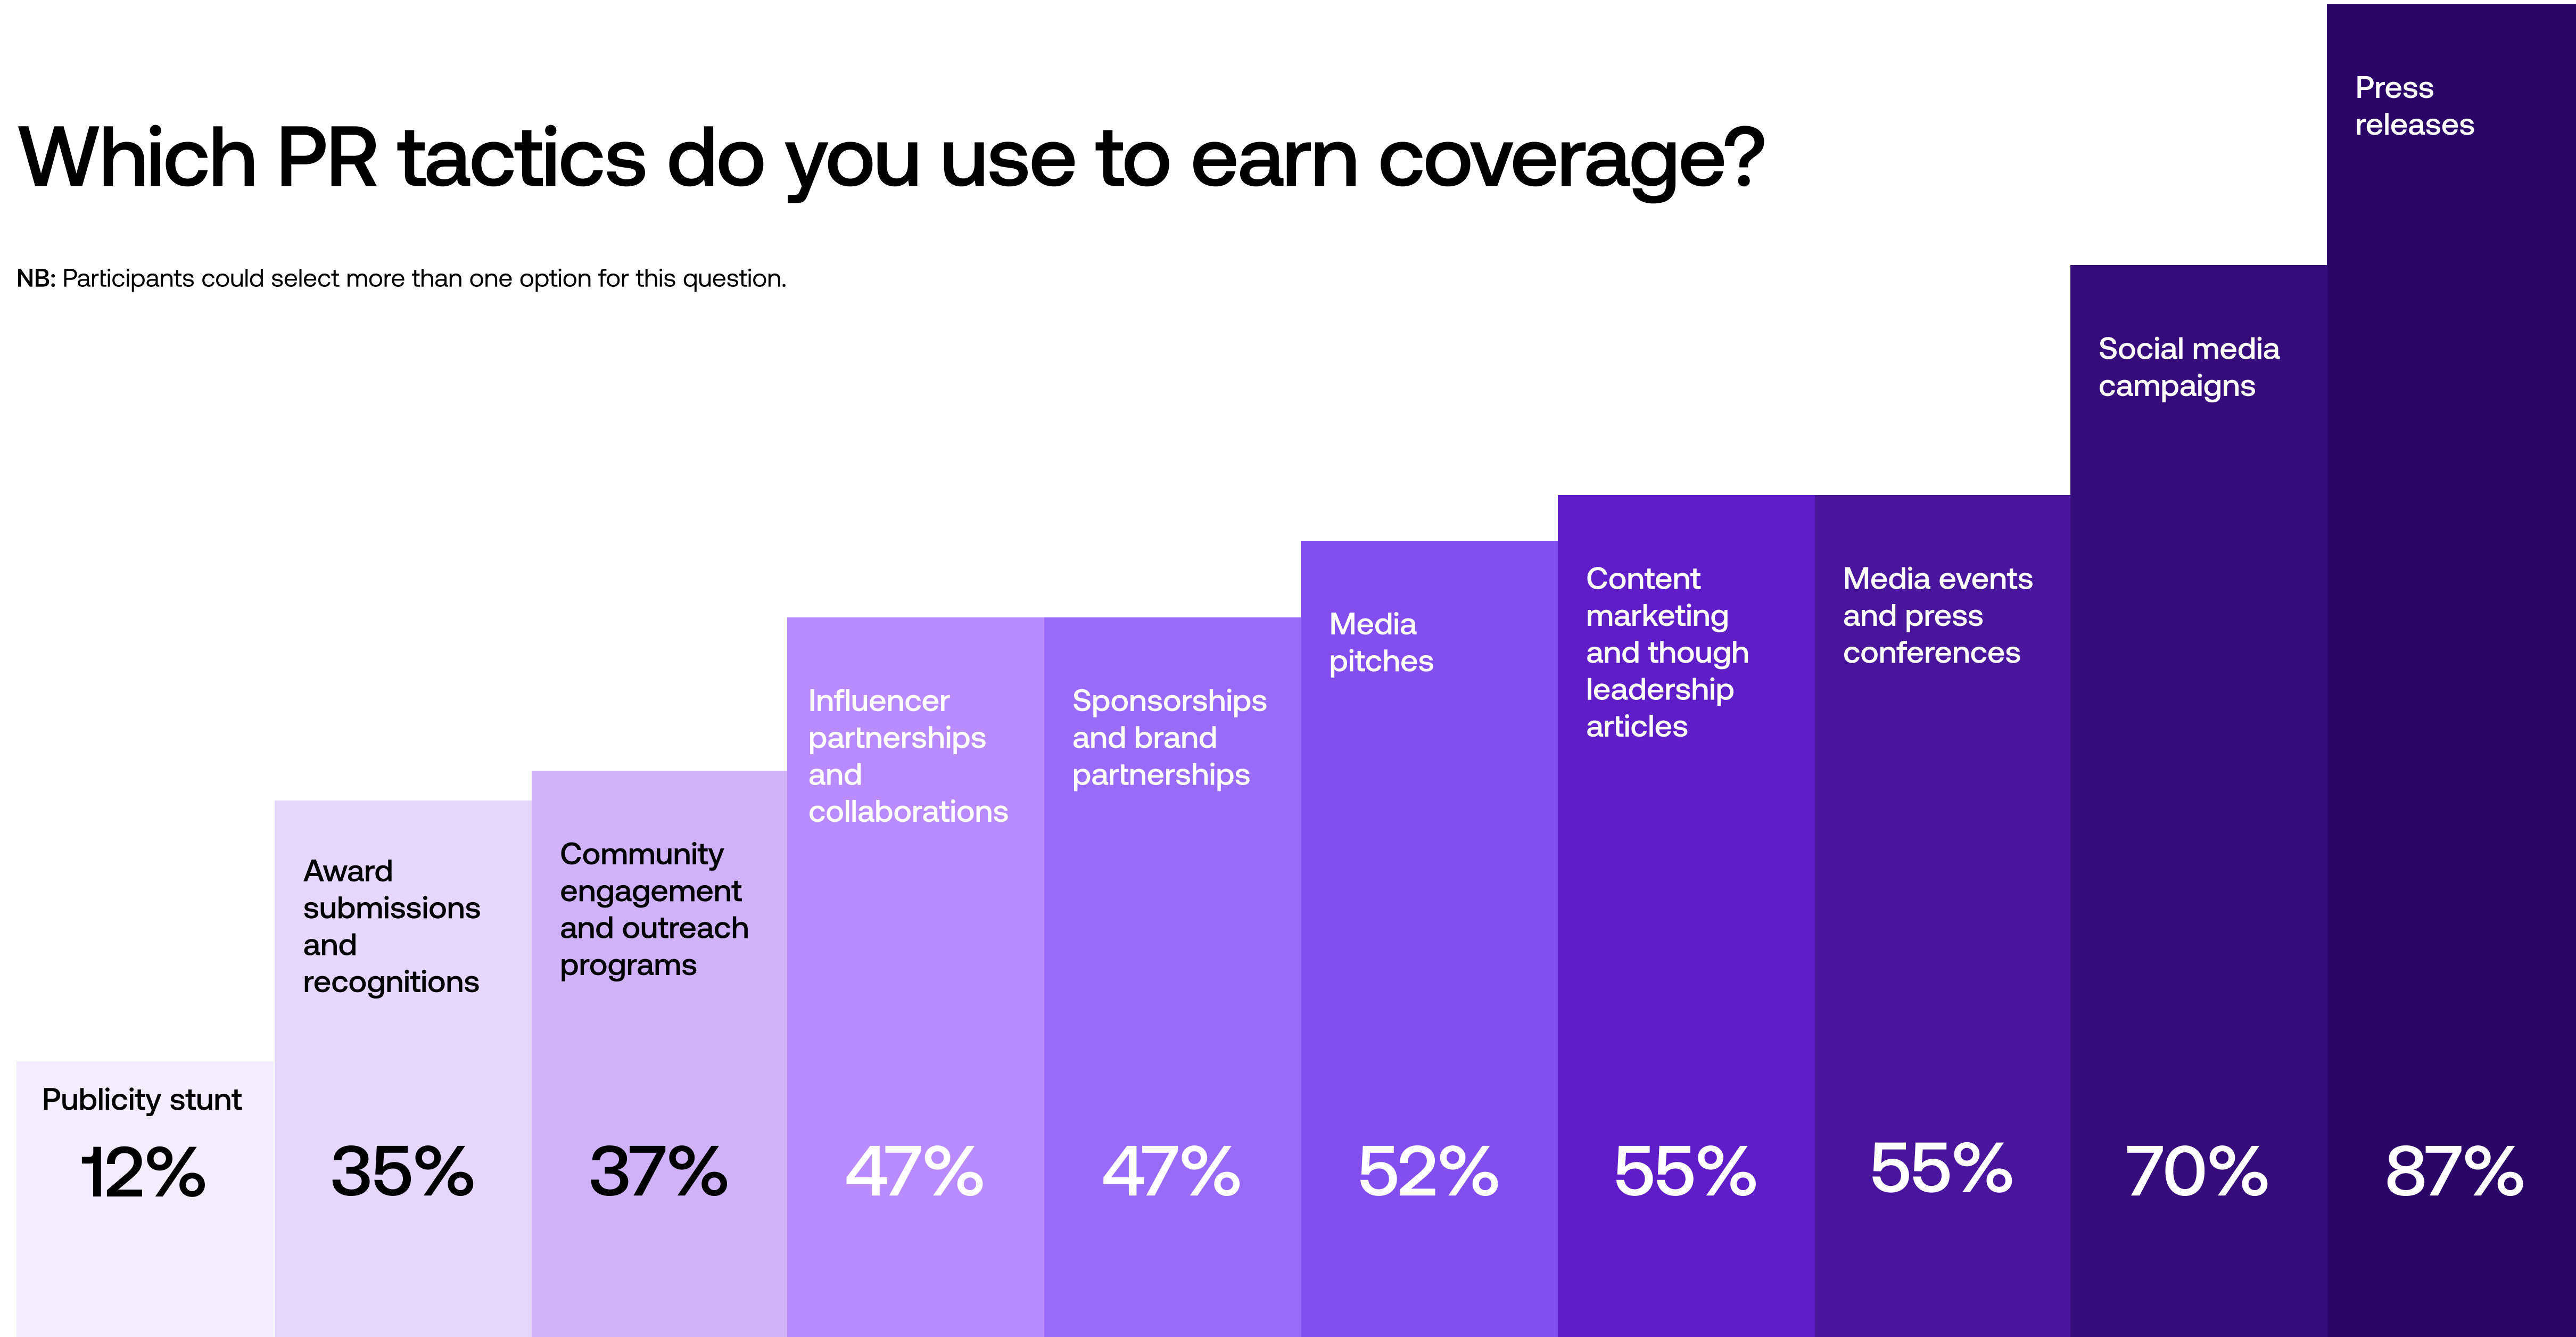 Which PR tactics do you use to earn coverage?
NB: Participants could select more than one option for this question.
Publicity stunt
12%
Award
submissions
and
recognitions
35%
Community
engagement
and outreach
programs
37%
Influencer
partnerships
and
collaborations
47%
Sponsorships
and brand
partnerships
47%
Media
pitches
52%
Content
marketing
and though
leadership
articles
55%
Media events
and press
conferences
55%
Social media
campaigns
70%
Press
releases
87%